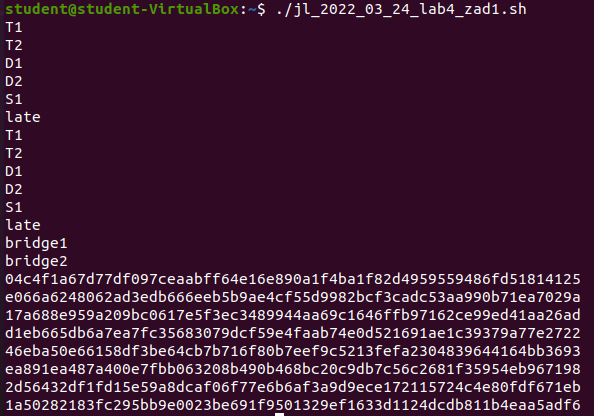 student@student-VirtualBox:~$ ./jl_2022_03_24_lab4_zad1.sh
T1
T2
D1
D2
S1
late
T1
T2
D1
D2
S1
late
bridge1
bridge2
04c4f1a67d77df097ceaabff64e16e890a1f4ba1f82d4959559486fd51814125
e066a6248062ad3edb666eeb5b9ae4cf55d9982bcf3cadc53aa990b71ea7029a
17a688e959a209bc0617e5f3ec3489944aa69c1646ffb97162ce99ed41aa26ad
d1eb665db6a7ea7fc35683079dcf59e4faab74e0d521691ae1c39379a77e2722
46eba50e66158df3be64cb7b716f80b7eef9c5213fefa2304839644164bb3693
ea891ea487a400e7fbb063208b490b468bc20c9db7c56c2681f35954eb967198
2d56432df1fd15e59a8dcaf06f77e6b6af3a9d9ece172115724c4e80fdf671eb
1a50282183fc295bb9e0023be691f9501329ef1633d1124dcdb811b4eaa5adf6